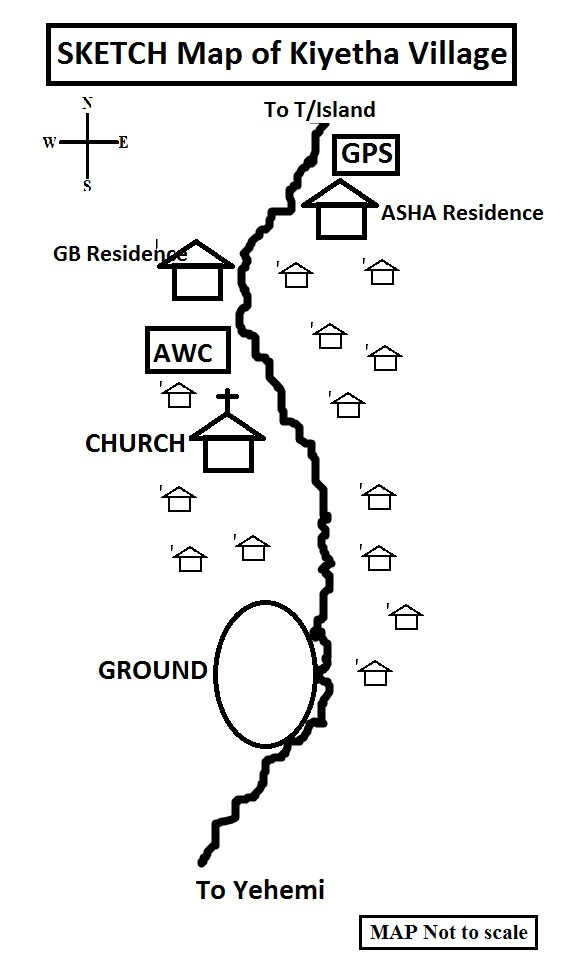 SKETCH Map of Kiyetha Village
N
To T/Island
W E
GPS
S
ASHA Residence
GB Residence
AWC
CHURCH
GROUND
To Yehemi
MAP Not to scale